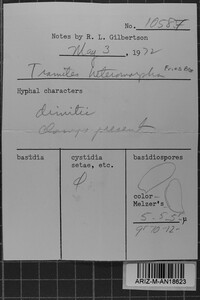 No. 10587
Notes by R. L. Gilbertson
May 3, 1972
Trametes heteromorpha
Hyphal characters
dimitic
clamps present
basidia
cystidia
setae, etc.
basidiospores
color-
Melzer's
μ
ARIZ-M-AN18623